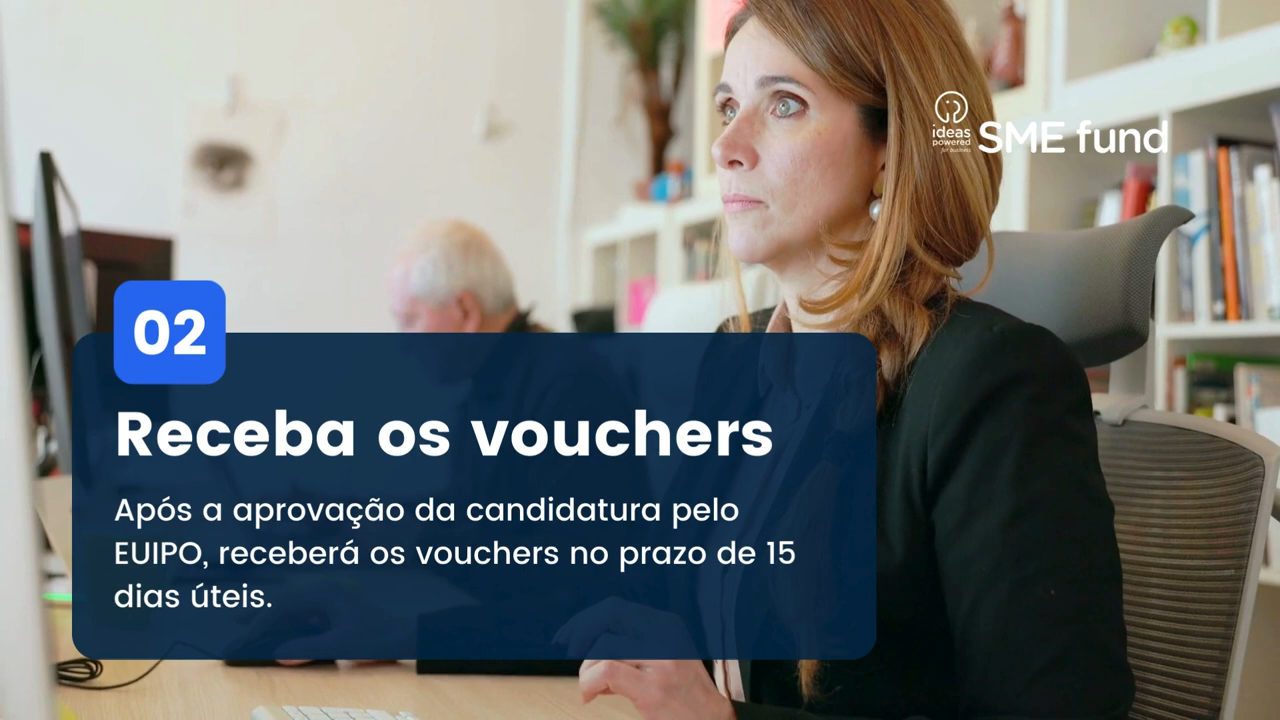 ideas
powered
for business
SME fund
02
Receba os vouchers
Após a aprovação da candidatura pelo
EUIPO, receberá os vouchers no prazo de 15
dias úteis.